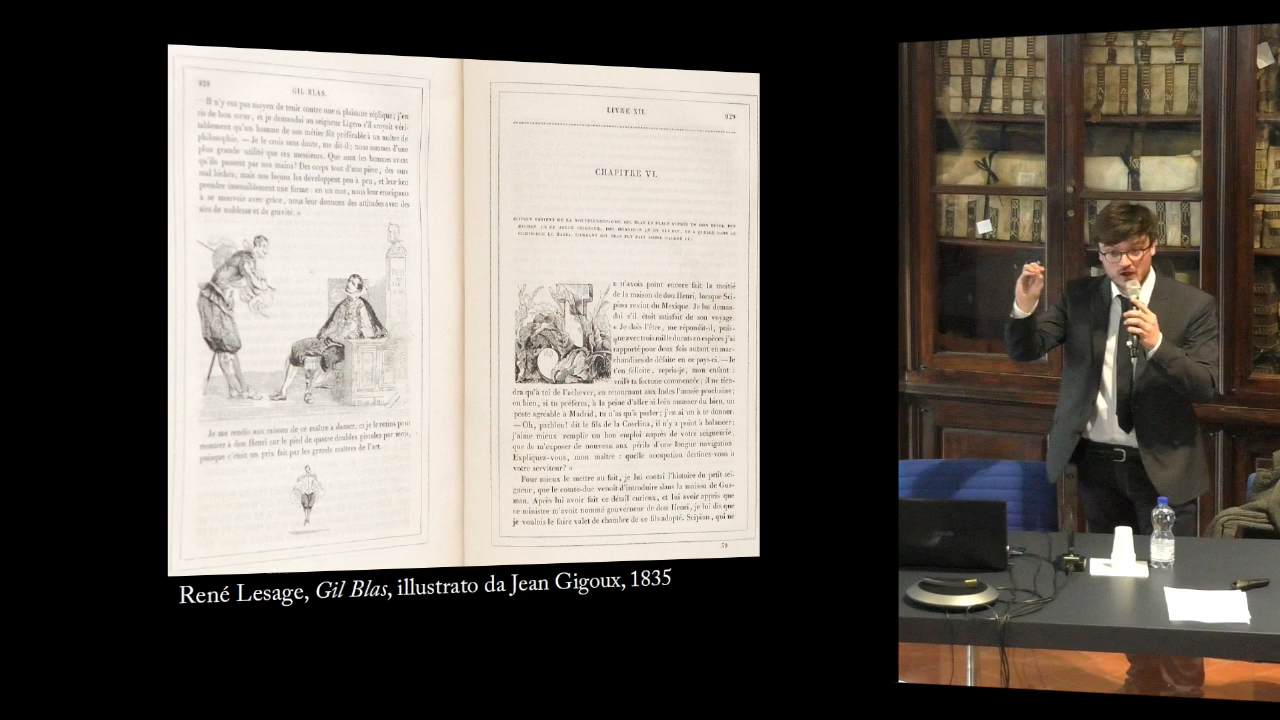 GIL BLAS.
Il n'y eut pas moyen de tenir contre une si plaisante réplique; j'en
ris de bon cœur, et je demandai au seigneur Ligero s'il croyoit véri-
tablement qu'un homme de son métier fût préférable à un maître de
philosophie. — Je le crois sans doute, me dit-il; nous sommes d'une
plus grande utilité que ces messieurs. Que sont les hommes avant
qu'ils passent par nos mains? Des corps tout d'une pièce, des ours
mal léchés; mais nos leçons les développent peu à peu, et leur font
prendre insensiblement une forme: en un mot, nous leur enseignons
à se mouvoir avec grâce, nous leur donnons des attitudes avec des
airs de noblesse et de gravité. »
Je me rendis aux raisons de ce maître à danser, et je le retins pour
montrer à don Henri sur le pied de quatre doubles pistoles par mois,
puisque c'étoit un prix fait par les grands maîtres de l'art.
LIVRE XII. 929
CHAPITRE VI.
E n'avois point encore fait la moitié
de la maison de don Henri, lorsque Sci-
pion revint du Mexique. Je lui deman-
dai s'il étoit satisfait de son voyage.
« Je dois l'être, me répondit-il, puis-
que avec trois mille ducats en espèces j'ai
rapporté pour deux fois autant en mar-
chandises de défaite en ce pays-ci. — Je
t'en félicite, repris-je, mon enfant:
voilà ta fortune commencée; il ne tien-
dra qu'à toi de l'achever, en retournant aux Indes l'année prochaine;
ou bien, si tu préfères, à la peine d'aller si loin amasser du bien, un
poste agréable à Madrid, tu n'as qu'à parler; j'en ai un à te donner.
— Oh, parbleu! dit le fils de la Coselina, il n'y a point à balancer;
j'aime mieux remplir un bon emploi auprès de votre seigneurie,
que de m'exposer de nouveau aux périls d'une longue navigation
Expliquez-vous, mon maître: quelle occupation destinez-vous à
votre serviteur? »
Pour mieux le mettre au fait, je lui contai l'histoire du petit sei-
gneur, que le comte-duc venoit d'introduire dans la maison de Guz-
man. Après lui avoir fait ce détail curieux, et lui avoir appris que
ce ministre m'avoit nommé gouverneur de don Henri, je lui dis que
je voulois le faire valet de chambre de ce fils adopté. Scipion, qui ne
59
René Lesage, Gil Blas, illustrato da Jean Gigoux, 1835